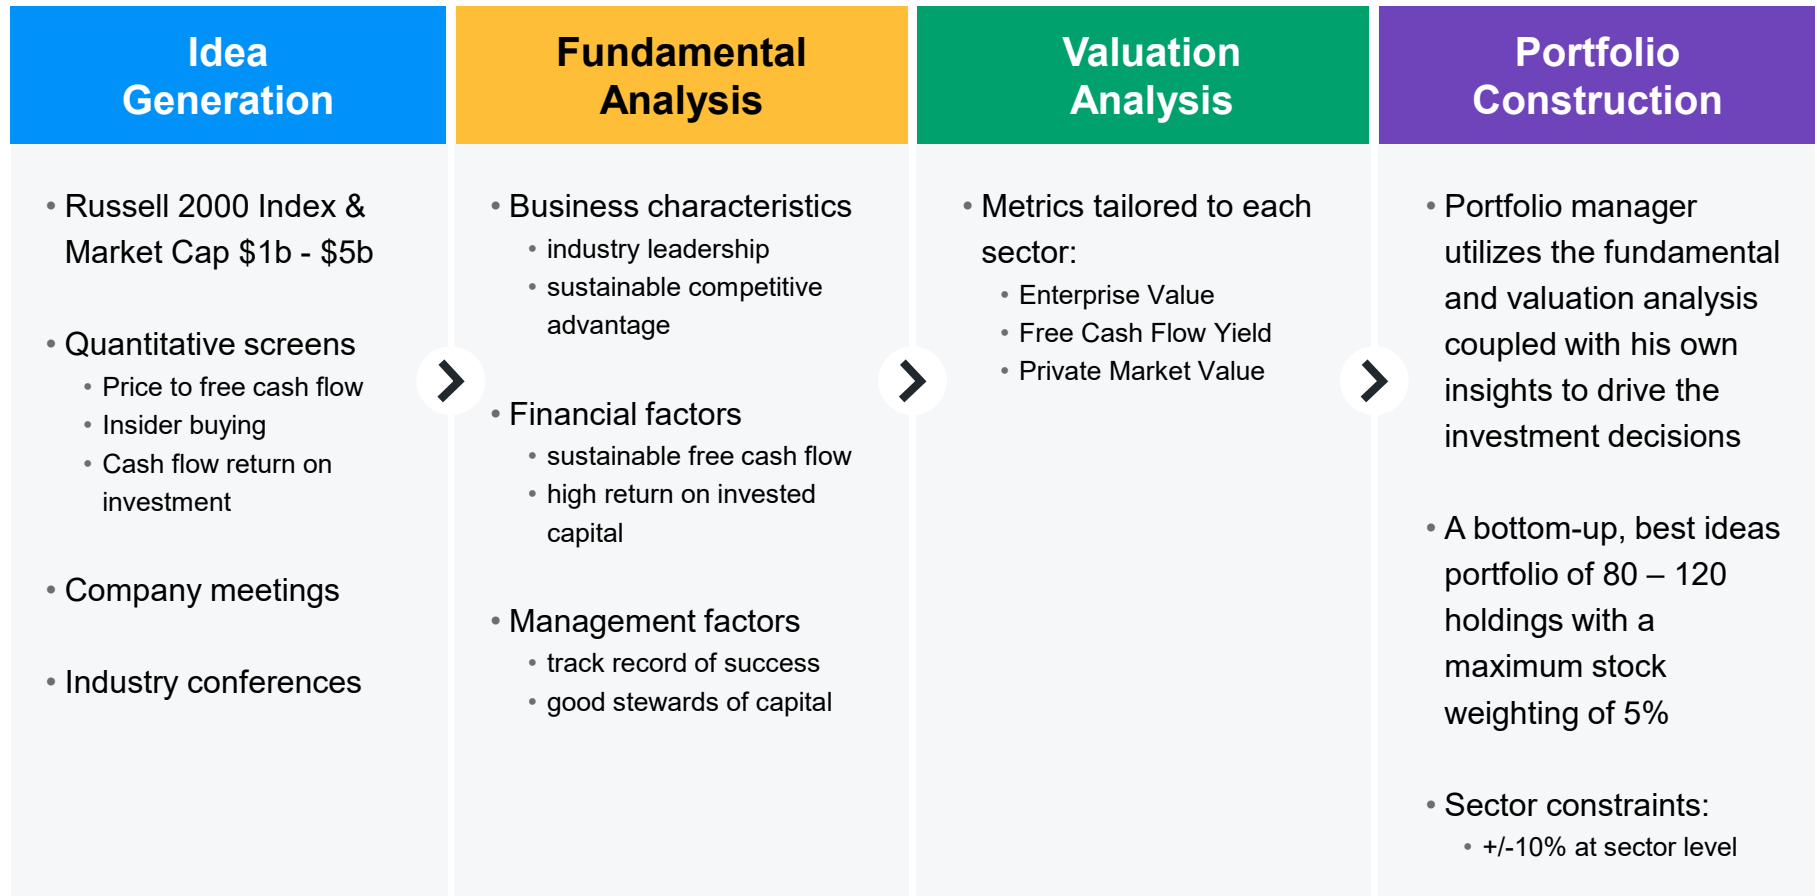 Idea
Generation
• Russell 2000 Index &
Market Cap $1b - $5b
• Quantitative screens
• Price to free cash flow
• Insider buying
• Cash flow return on
investment
• Company meetings
• Industry conferences
Fundamental
Analysis
• Business characteristics
• industry leadership
• sustainable competitive
advantage
• Financial factors
• sustainable free cash flow
• high return on invested
capital
• Management factors
• track record of success
• good stewards of capital
Valuation
Analysis
• Metrics tailored to each
sector:
• Enterprise Value
• Free Cash Flow Yield
• Private Market Value
Portfolio
Construction
• Portfolio manager
utilizes the fundamental
and valuation analysis
coupled with his own
insights to drive the
investment decisions
• A bottom-up, best ideas
portfolio of 80 – 120
holdings with a
maximum stock
weighting of 5%
• Sector constraints:
• +/-10% at sector level